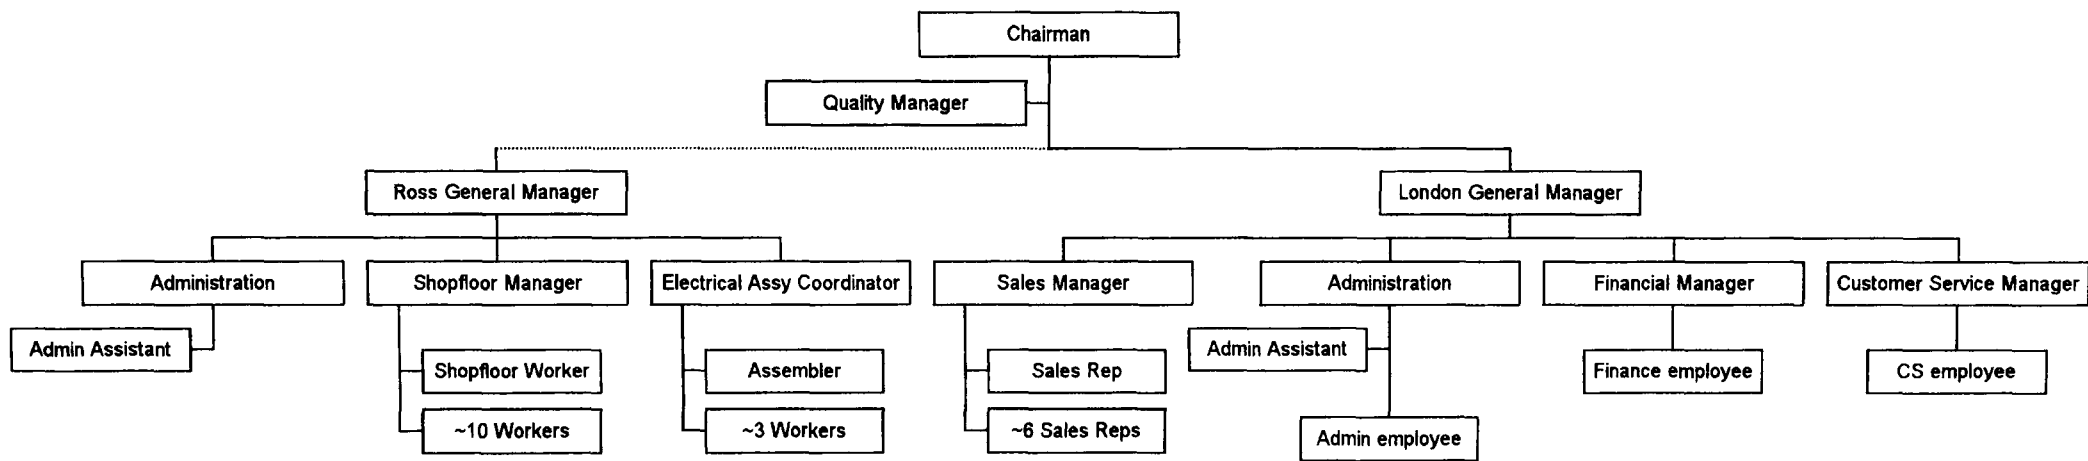 Chairman
Quality Manager
Ross General Manager
London General Manager
Administration
Shopfloor Manager
Electrical Assy Coordinator
Sales Manager
Administration
Financial Manager
Customer Service Manager
Admin Assistant
Shopfloor Worker
Assembler
Sales Rep
Admin Assistant
Finance employee
CS employee
~10 Workers
~3 Workers
~6 Sales Reps
Admin employee